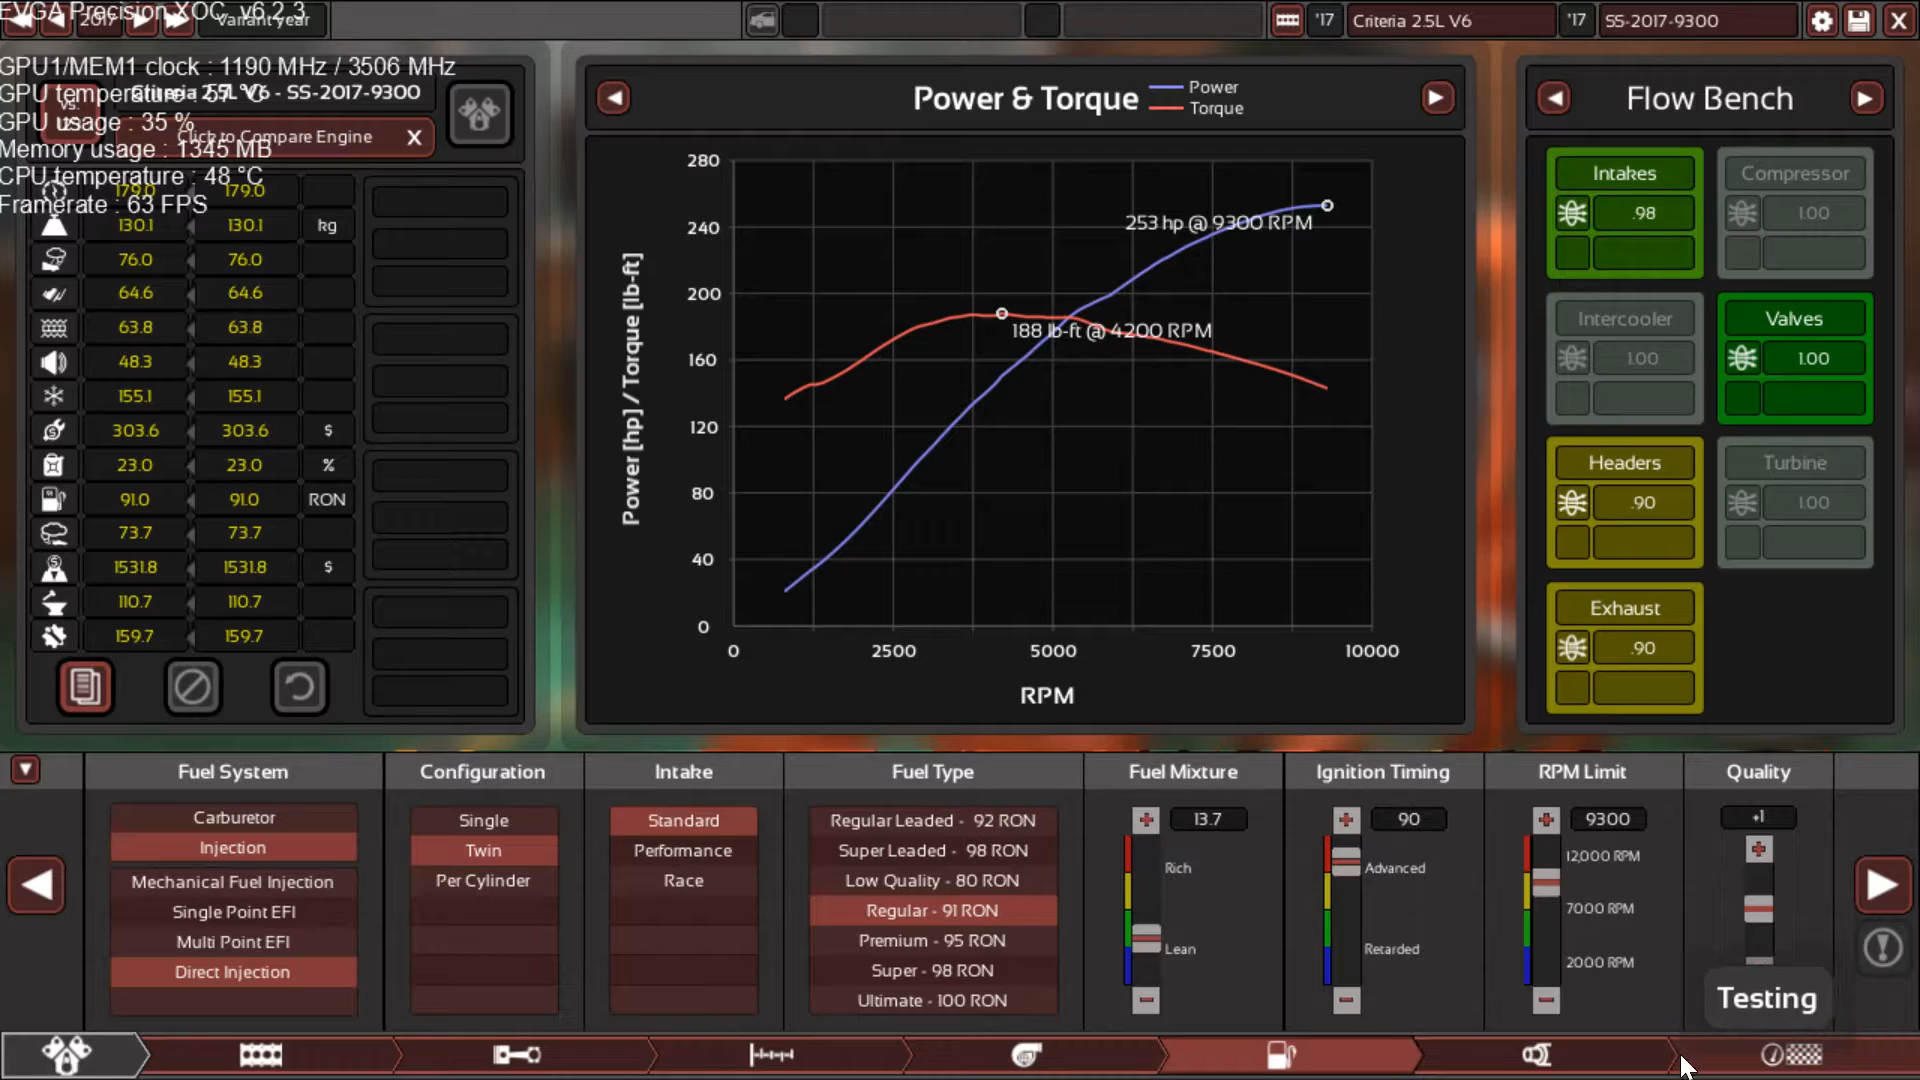 EVGA Precision XOC v6.2.3
2017
Variant year
'17
Criteria 2.5L V6
'17
SS-2017-9300
GPU1/MEM1 clock : 1190 MHz / 3506 MHz
GPU temperature : 57 °C
GPU usage : 35 %
Memory usage : 1345 MB
CPU temperature : 48 °C
Framerate : 63 FPS
Criteria 2.5L V6 - SS-2017-9300
vs.
Click to Compare Engine
X
179.0 179.0
130.1 130.1 kg
76.0 76.0
64.6 64.6
63.8 63.8
48.3 48.3
155.1 155.1
303.6 303.6 $
23.0 23.0 %
91.0 91.0 RON
73.7 73.7
1531.8 1531.8 $
110.7 110.7
159.7 159.7
Power & Torque
Power
Torque
280
240
200
160
120
80
40
0
Power [hp] / Torque [lb-ft]
253 hp @ 9300 RPM
188 lb-ft @ 4200 RPM
0 2500 5000 7500 10000
RPM
Flow Bench
Intakes
.98
Compressor
1.00
Intercooler
1.00
Valves
1.00
Headers
.90
Turbine
1.00
Exhaust
.90
Fuel System
Carburetor
Injection
Mechanical Fuel Injection
Single Point EFI
Multi Point EFI
Direct Injection
Configuration
Single
Twin
Per Cylinder
Intake
Standard
Performance
Race
Fuel Type
Regular Leaded - 92 RON
Super Leaded - 98 RON
Low Quality - 80 RON
Regular - 91 RON
Premium - 95 RON
Super - 98 RON
Ultimate - 100 RON
Fuel Mixture
13.7
Rich
Lean
Ignition Timing
90
Advanced
Retarded
RPM Limit
9300
12,000 RPM
7000 RPM
2000 RPM
Quality
+1
Testing